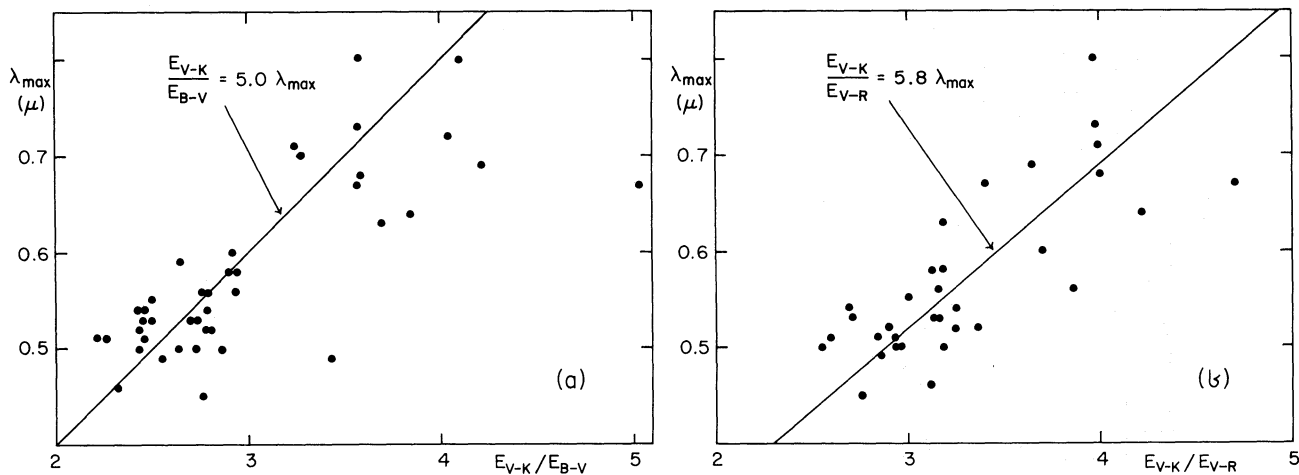 λmax
(μ)
0.7
0.6
0.5
E_V-K / E_B-V = 5.0 λmax
(a)
2
3
4
5
E_V-K/E_B-V
λmax
(μ)
0.7
0.6
0.5
E_V-K / E_V-R = 5.8 λmax
(b)
2
3
4
5
E_V-K/E_V-R